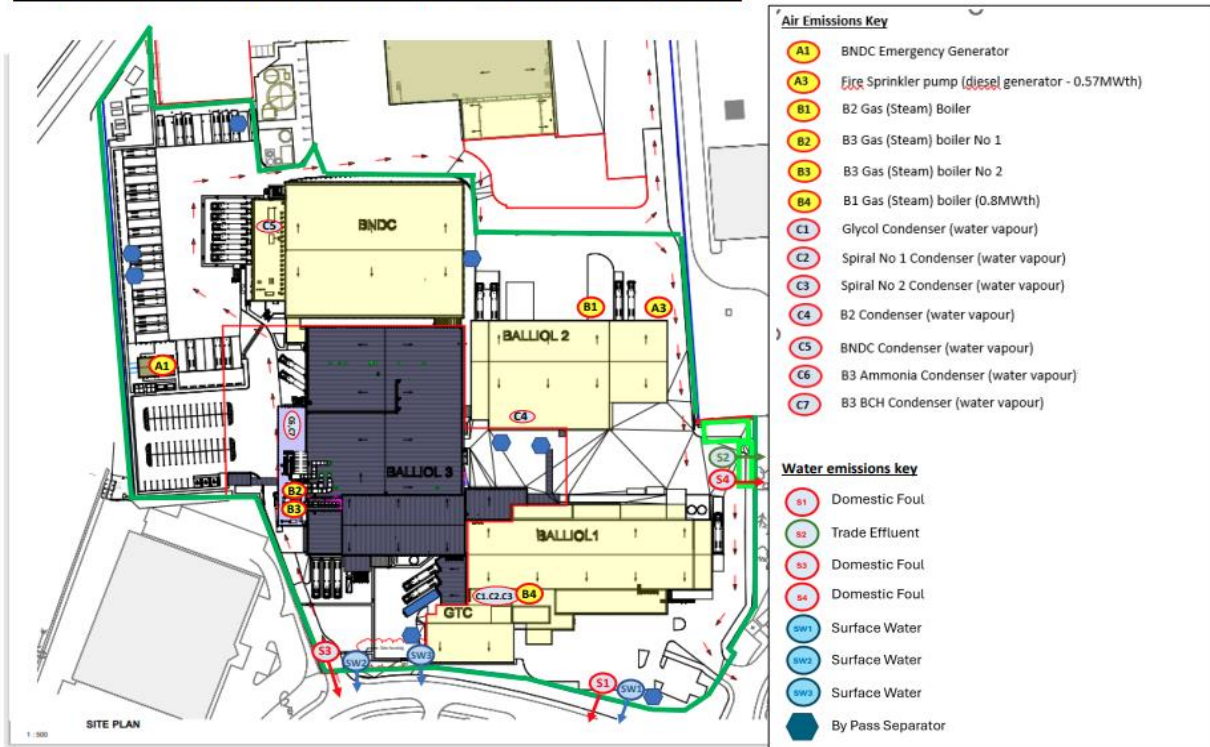 Air Emissions Key
A1 BNDC Emergency Generator
A3 Fire Sprinkler pump (diesel generator - 0.57MWth)
B1 B2 Gas (Steam) Boiler
B2 B3 Gas (Steam) boiler No 1
B3 B3 Gas (Steam) boiler No 2
B4 B1 Gas (Steam) boiler (0.8MWth)
C1 Glycol Condenser (water vapour)
C2 Spiral No 1 Condenser (water vapour)
C3 Spiral No 2 Condenser (water vapour)
C4 B2 Condenser (water vapour)
C5 BNDC Condenser (water vapour)
C6 B3 Ammonia Condenser (water vapour)
C7 B3 BCH Condenser (water vapour)
Water emissions key
S1 Domestic Foul
S2 Trade Effluent
S3 Domestic Foul
S4 Domestic Foul
SW1 Surface Water
SW2 Surface Water
SW3 Surface Water
By Pass Separator
C5
BNDC
B1
A3
BALLIOL 2
A1
C4
C6,C7
BALLIOL 3
S2
S4
B2
B3
BALLIOL1
C1.C2.C3
B4
GTC
S3
SW2
SW3
S1
SW1
SITE PLAN
1 : 500